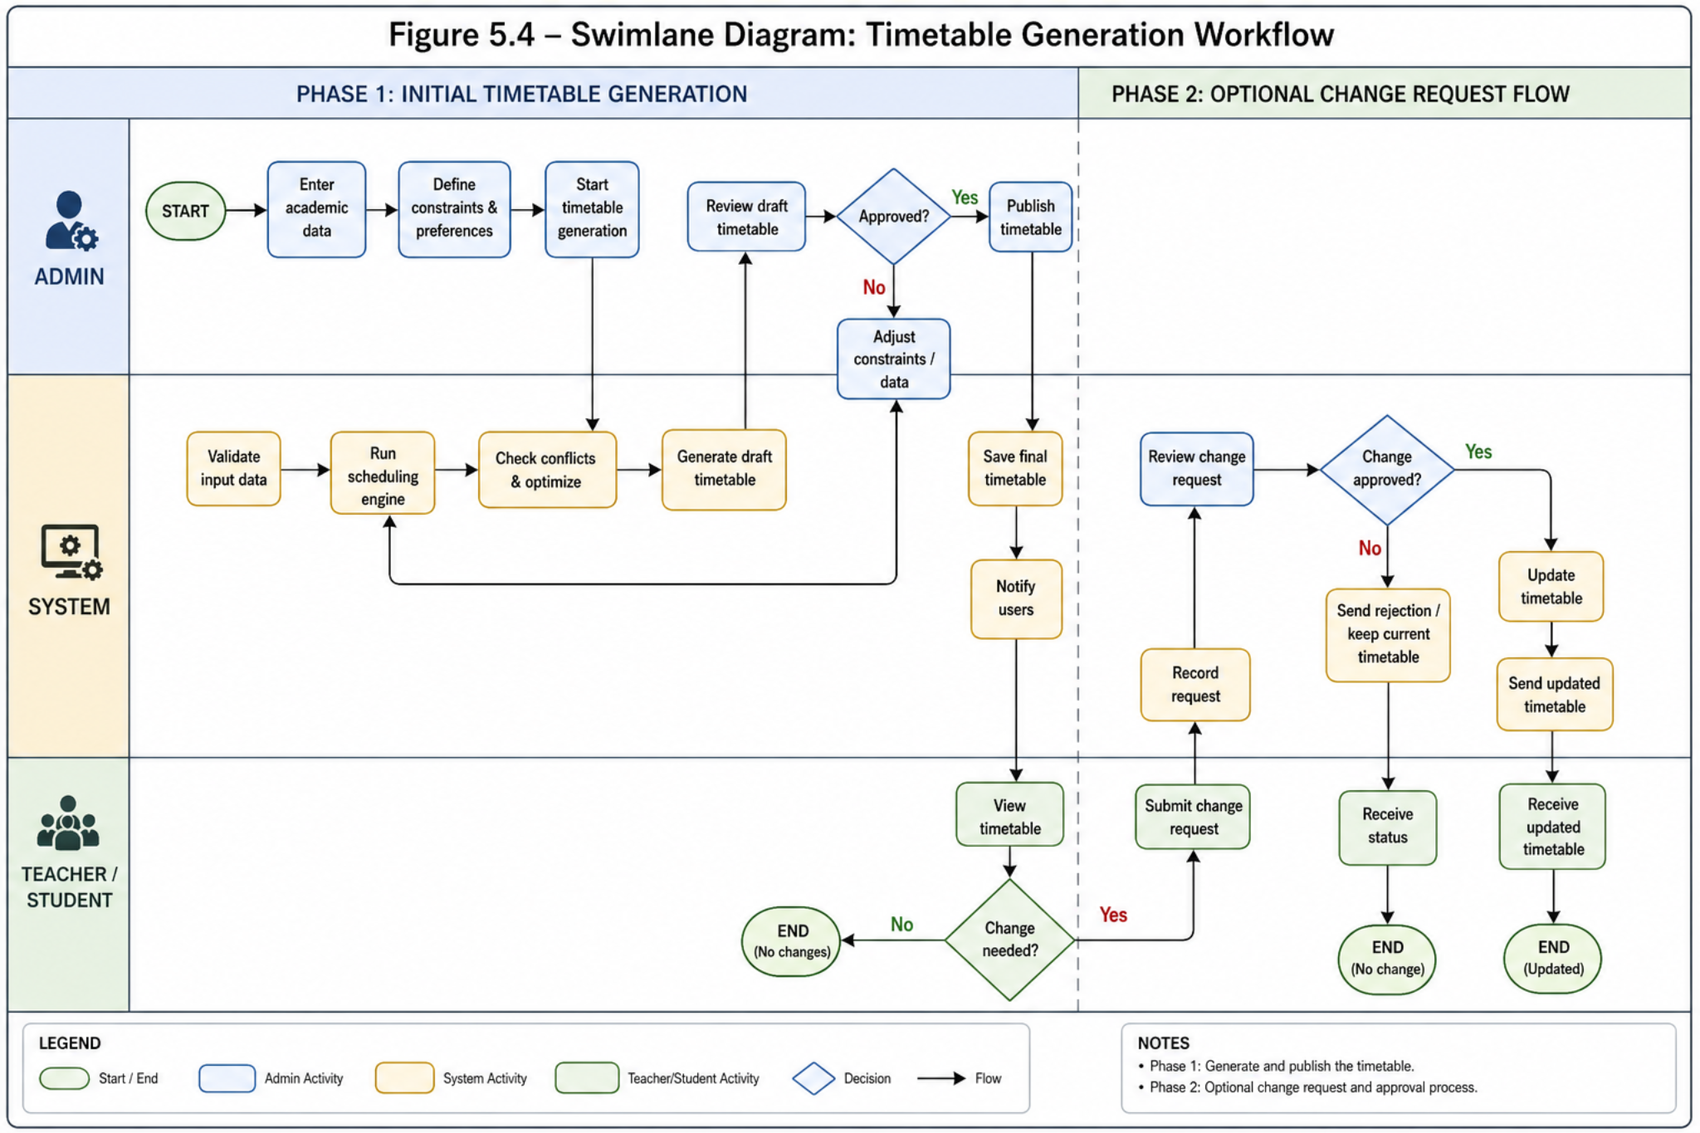 Figure 5.4 – Swimlane Diagram: Timetable Generation Workflow
PHASE 1: INITIAL TIMETABLE GENERATION
PHASE 2: OPTIONAL CHANGE REQUEST FLOW
ADMIN
START
Enter
academic
data
Define
constraints &
preferences
Start
timetable
generation
Review draft
timetable
Approved?
Yes
Publish
timetable
No
Adjust
constraints /
data
SYSTEM
Validate
input data
Run
scheduling
engine
Check conflicts
& optimize
Generate draft
timetable
Save final
timetable
Notify
users
Review change
request
Change
approved?
Yes
No
Send rejection /
keep current
timetable
Update
timetable
Record
request
Send updated
timetable
TEACHER /
STUDENT
View
timetable
Submit change
request
Receive
status
Receive
updated
timetable
END
(No changes)
No
Change
needed?
Yes
END
(No change)
END
(Updated)
LEGEND
Start / End
Admin Activity
System Activity
Teacher/Student Activity
Decision
Flow
NOTES
• Phase 1: Generate and publish the timetable.
• Phase 2: Optional change request and approval process.